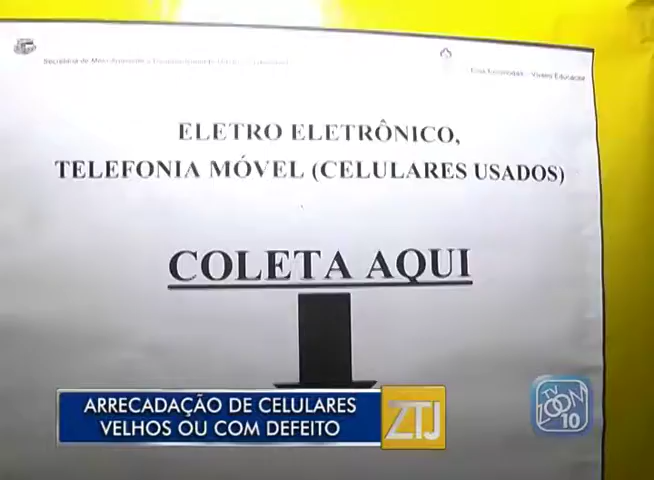 ELETRO ELETRÔNICO,
TELEFONIA MÓVEL (CELULARES USADOS)
COLETA AQUI
ARRECADAÇÃO DE CELULARES
VELHOS OU COM DEFEITO
ZTJ
TV
ZOOM
10